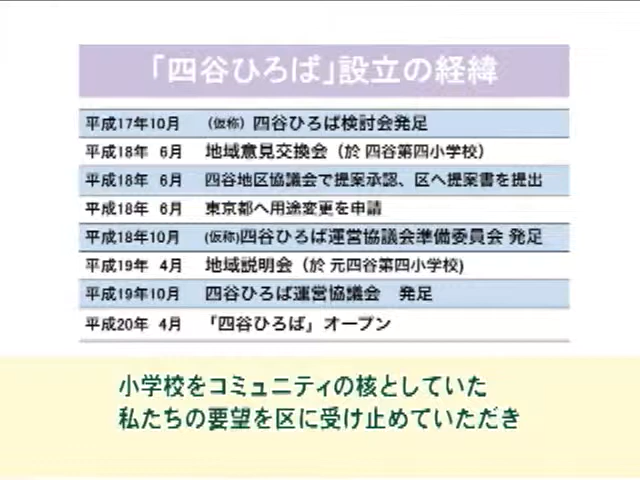 「四谷ひろば」設立の経緯
平成17年10月 （仮称）四谷ひろば検討会発足
平成18年 6月 地域意見交換会（於 四谷第四小学校）
平成18年 6月 四谷地区協議会で提案承認、区へ提案書を提出
平成18年 6月 東京都へ用途変更を申請
平成18年10月 (仮称)四谷ひろば運営協議会準備委員会 発足
平成19年 4月 地域説明会（於 元四谷第四小学校)
平成19年10月 四谷ひろば運営協議会 発足
平成20年 4月 「四谷ひろば」オープン
小学校をコミュニティの核としていた
私たちの要望を区に受け止めていただき